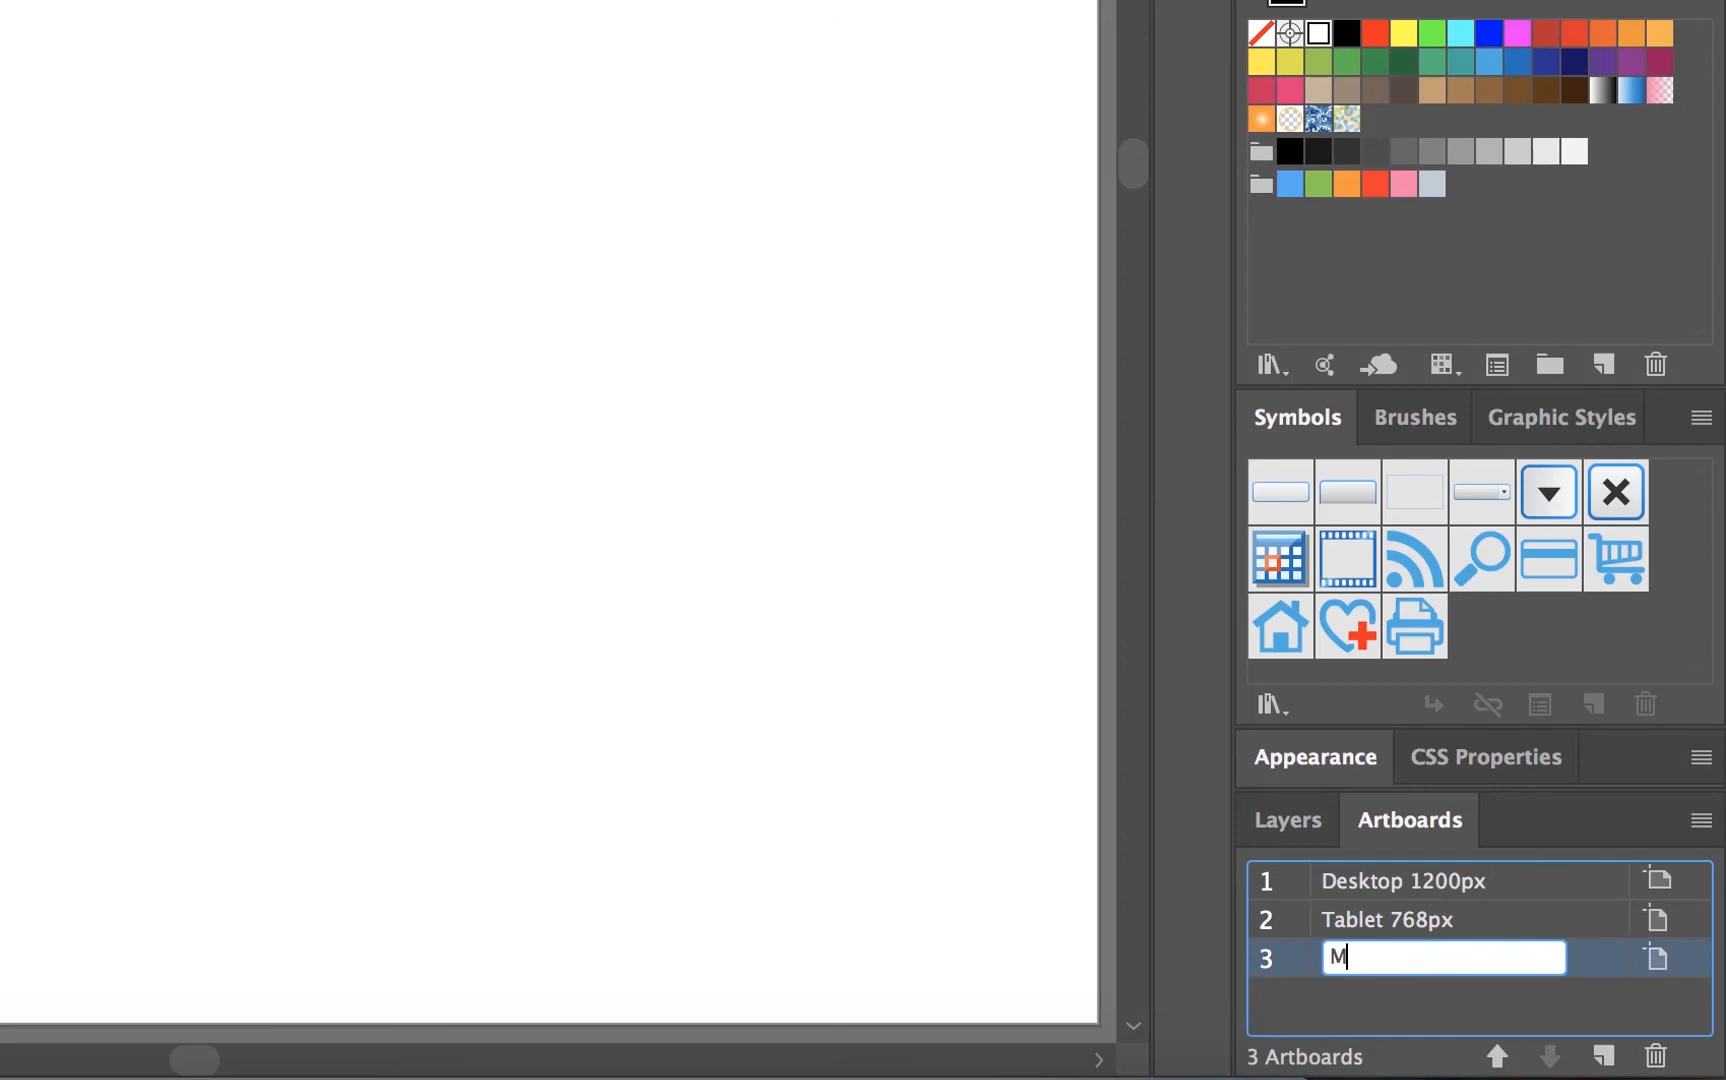 Symbols Brushes Graphic Styles
Appearance CSS Properties
Layers Artboards
1 Desktop 1200px
2 Tablet 768px
3 M
3 Artboards